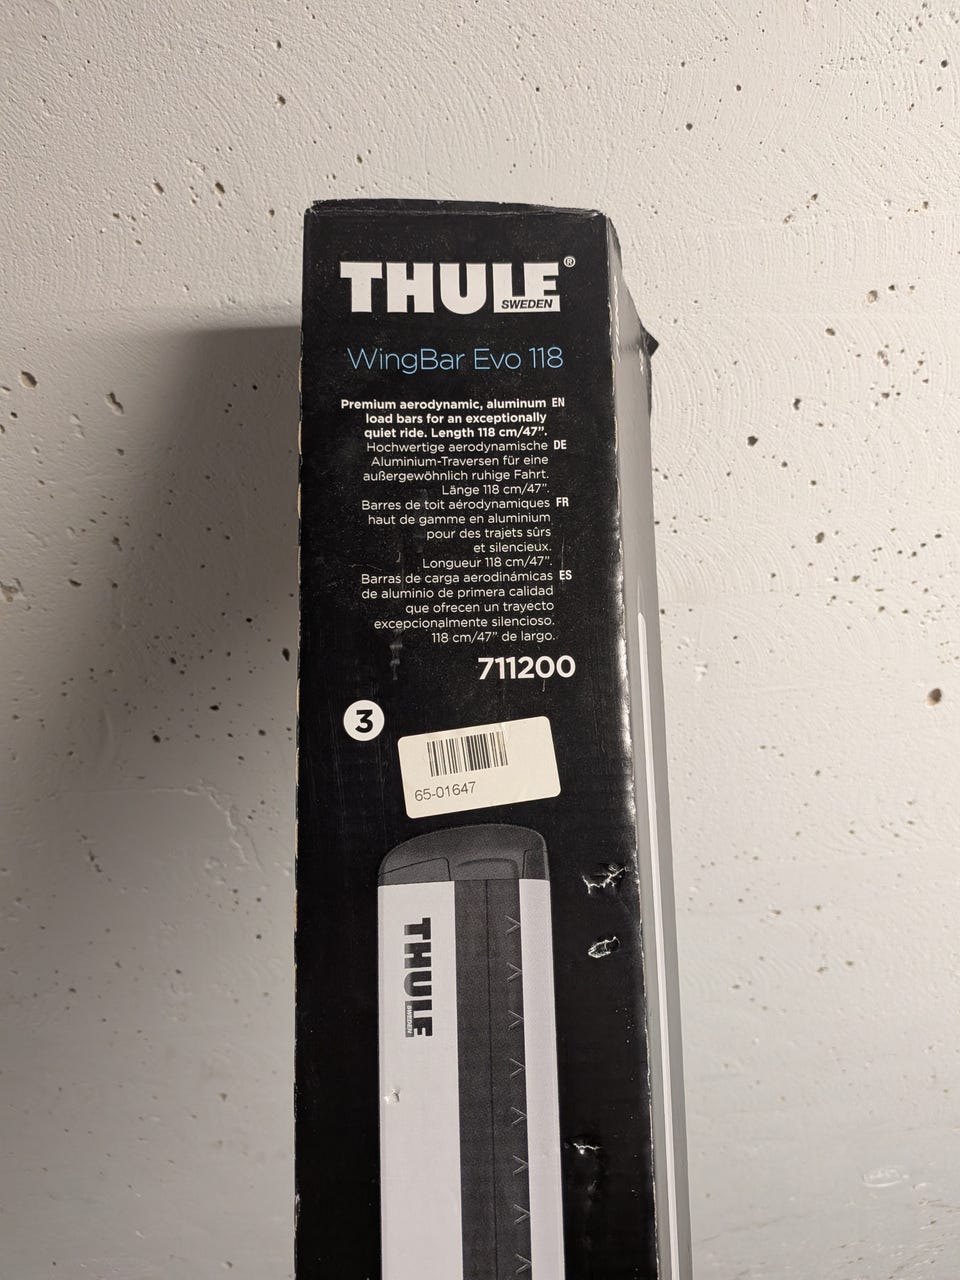 THULE®
SWEDEN
WingBar Evo 118
Premium aerodynamic, aluminum EN
load bars for an exceptionally
quiet ride. Length 118 cm/47”.
Hochwertige aerodynamische DE
Aluminium-Traversen für eine
außergewöhnlich ruhige Fahrt.
Länge 118 cm/47”.
Barres de toit aérodynamiques FR
haut de gamme en aluminium
pour des trajets sûrs
et silencieux.
Longueur 118 cm/47”.
Barras de carga aerodinámicas ES
de aluminio de primera calidad
que ofrecen un trayecto
excepcionalmente silencioso.
118 cm/47” de largo.
711200
3
65-01647
THULE
SWEDEN